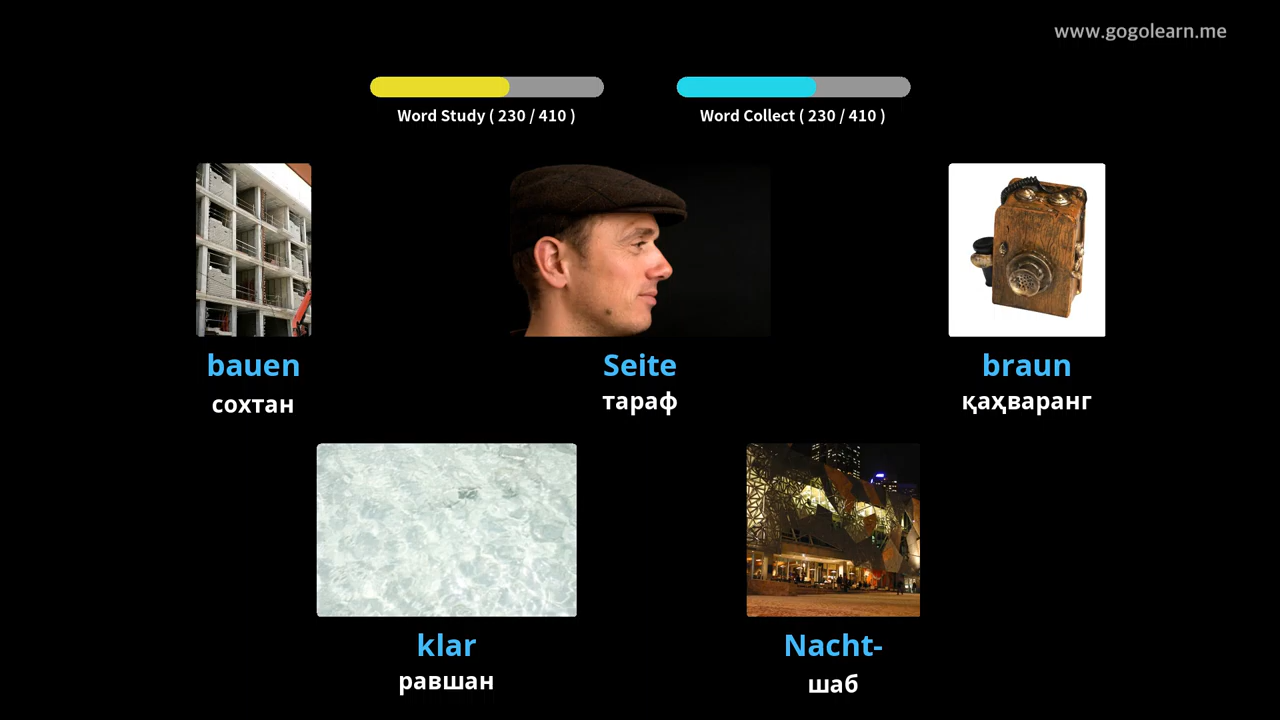 www.gogolearn.me
Word Study ( 230 / 410 )
Word Collect ( 230 / 410 )
bauen
сохтан
Seite
тараф
braun
қаҳваранг
klar
равшан
Nacht-
шаб